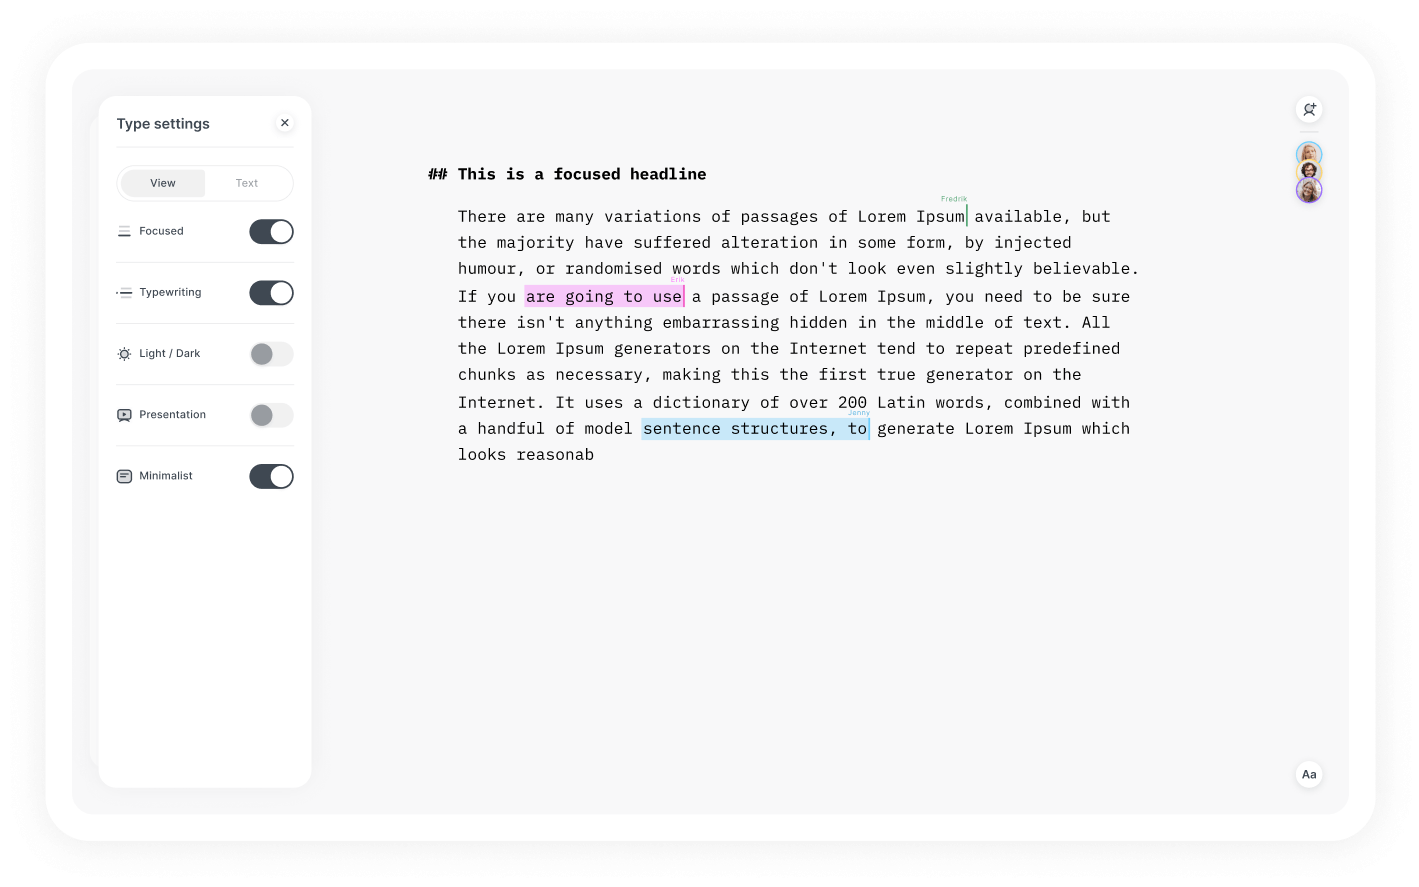 Type settings
View Text
Focused
Typewriting
Light / Dark
Presentation
Minimalist
## This is a focused headline
Fredrik
There are many variations of passages of Lorem Ipsum available, but
the majority have suffered alteration in some form, by injected
humour, or randomised words which don't look even slightly believable.
Erik
If you are going to use a passage of Lorem Ipsum, you need to be sure
there isn't anything embarrassing hidden in the middle of text. All
the Lorem Ipsum generators on the Internet tend to repeat predefined
chunks as necessary, making this the first true generator on the
Internet. It uses a dictionary of over 200 Latin words, combined with
Jenny
a handful of model sentence structures, to generate Lorem Ipsum which
looks reasonab
Aa